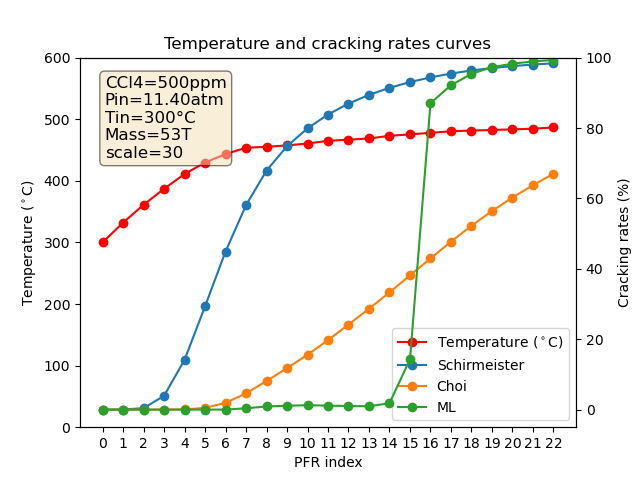 Temperature and cracking rates curves
CCl4=500ppm
Pin=11.40atm
Tin=300°C
Mass=53T
scale=30
600
500
400
300
200
100
0
Temperature (°C)
100
80
60
40
20
0
Cracking rates (%)
Temperature (°C)
Schirmeister
Choi
ML
0 1 2 3 4 5 6 7 8 9 10 11 12 13 14 15 16 17 18 19 20 21 22
PFR index